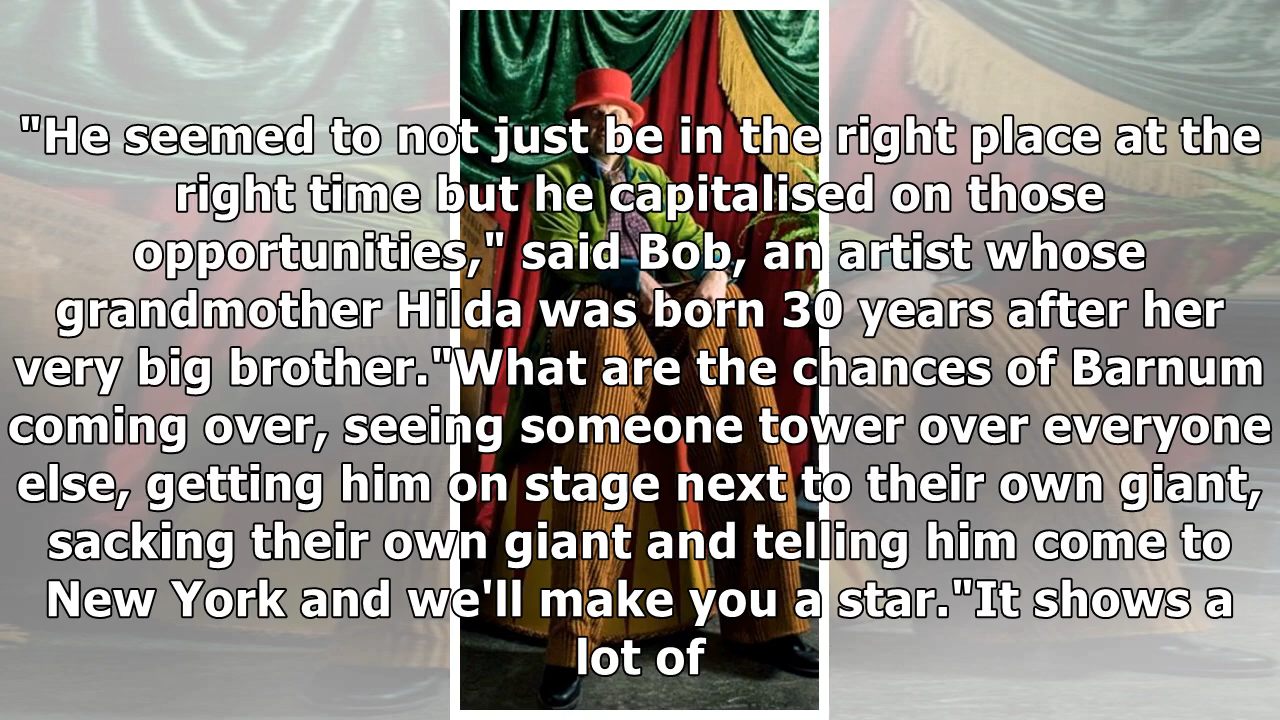 "He seemed to not just be in the right place at the
right time but he capitalised on those
opportunities," said Bob, an artist whose
grandmother Hilda was born 30 years after her
very big brother."What are the chances of Barnum
coming over, seeing someone tower over everyone
else, getting him on stage next to their own giant,
sacking their own giant and telling him come to
New York and we'll make you a star."It shows a
lot of